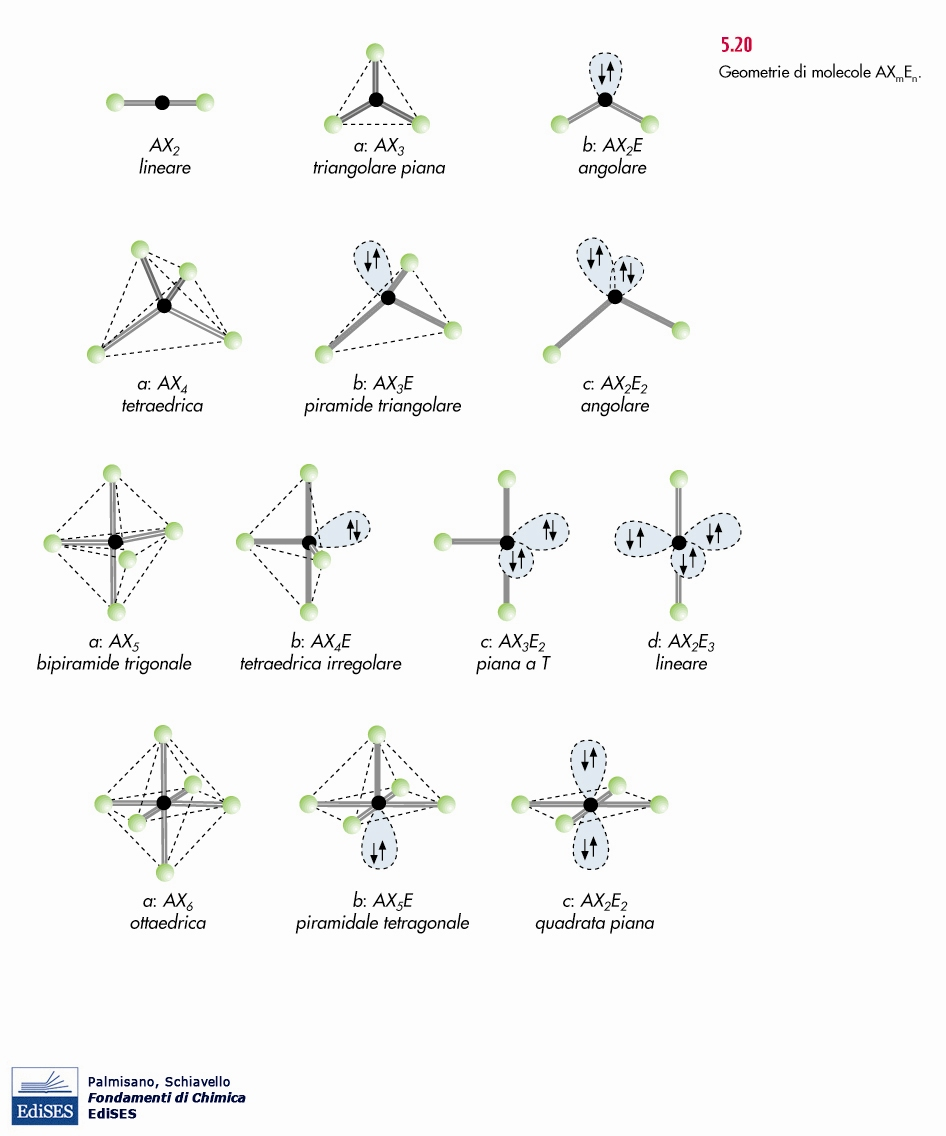 5.20
Geometrie di molecole AXmEn.
AX2
lineare
a: AX3
triangolare piana
b: AX2E
angolare
a: AX4
tetraedrica
b: AX3E
piramide triangolare
c: AX2E2
angolare
a: AX5
bipiramide trigonale
b: AX4E
tetraedrica irregolare
c: AX3E2
piana a T
d: AX2E3
lineare
a: AX6
ottaedrica
b: AX5E
piramidale tetragonale
c: AX2E2
quadrata piana
EdiSES
Palmisano, Schiavello
Fondamenti di Chimica
EdiSES